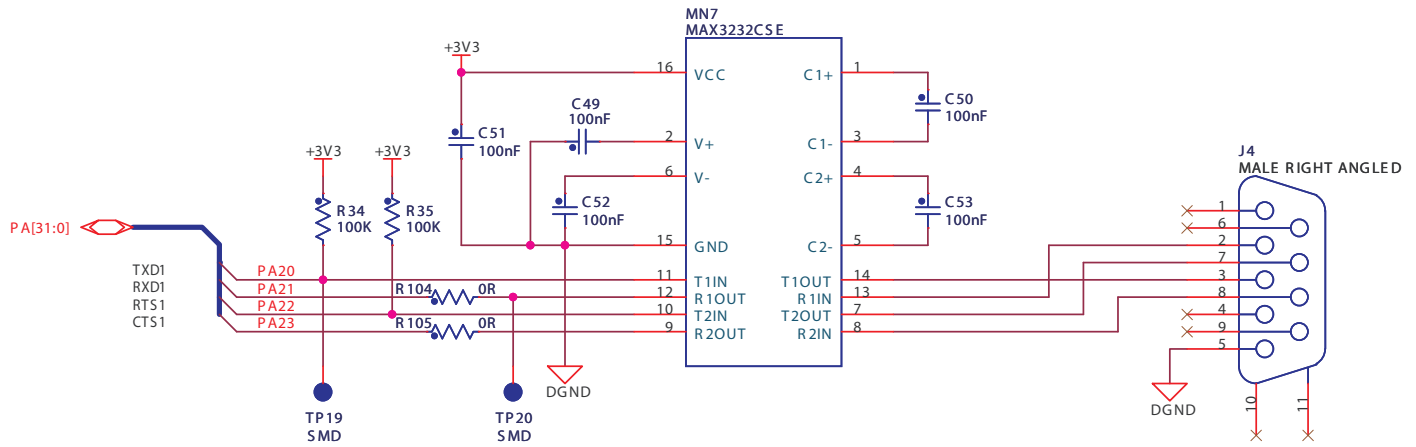 MN7
MAX3232CSE
+3V3
16
VCC
C1+
1
C50
100nF
C49
100nF
C51
100nF
2
V+
C1-
3
+3V3
+3V3
6
V-
C2+
4
C52
100nF
C53
100nF
R34
100K
R35
100K
15
GND
C2-
5
PA[31:0]
TXD1
RXD1
RTS1
CTS1
PA20
PA21
PA22
PA23
R104
0R
R105
0R
11
T1IN
T1OUT
14
12
R1OUT
R1IN
13
10
T2IN
T2OUT
7
9
R2OUT
R2IN
8
DGND
TP19
SMD
TP20
SMD
J4
MALE RIGHT ANGLED
1
6
2
7
3
8
4
9
5
DGND
10
11